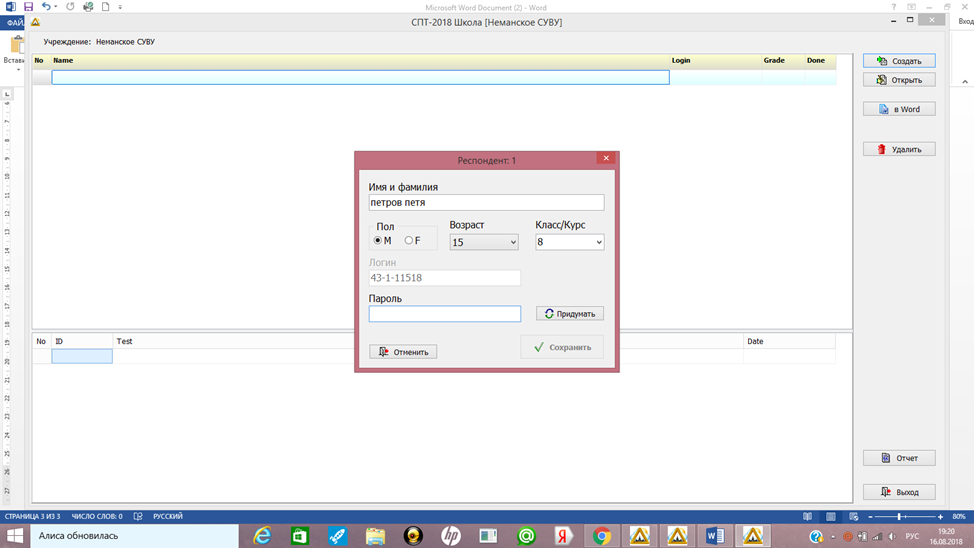 Microsoft Word Document (2) - Word
ФАЙЛ
СПТ-2018 Школа [Неманское СУВУ]
Вход
Учреждение: Неманское СУВУ
No Name Login Grade Done
Создать
Открыть
в Word
Удалить
Встави
Респондент: 1
Имя и фамилия
петров петя
Пол Возраст Класс/Курс
M F 15 8
Логин
43-1-11518
Пароль
Придумать
Отменить Сохранить
No ID Test Date
Отчет
Выход
СТРАНИЦА 3 ИЗ 3 ЧИСЛО СЛОВ: 0 РУССКИЙ 80%
Алиса обновилась
РУС
19:20
16.08.2018